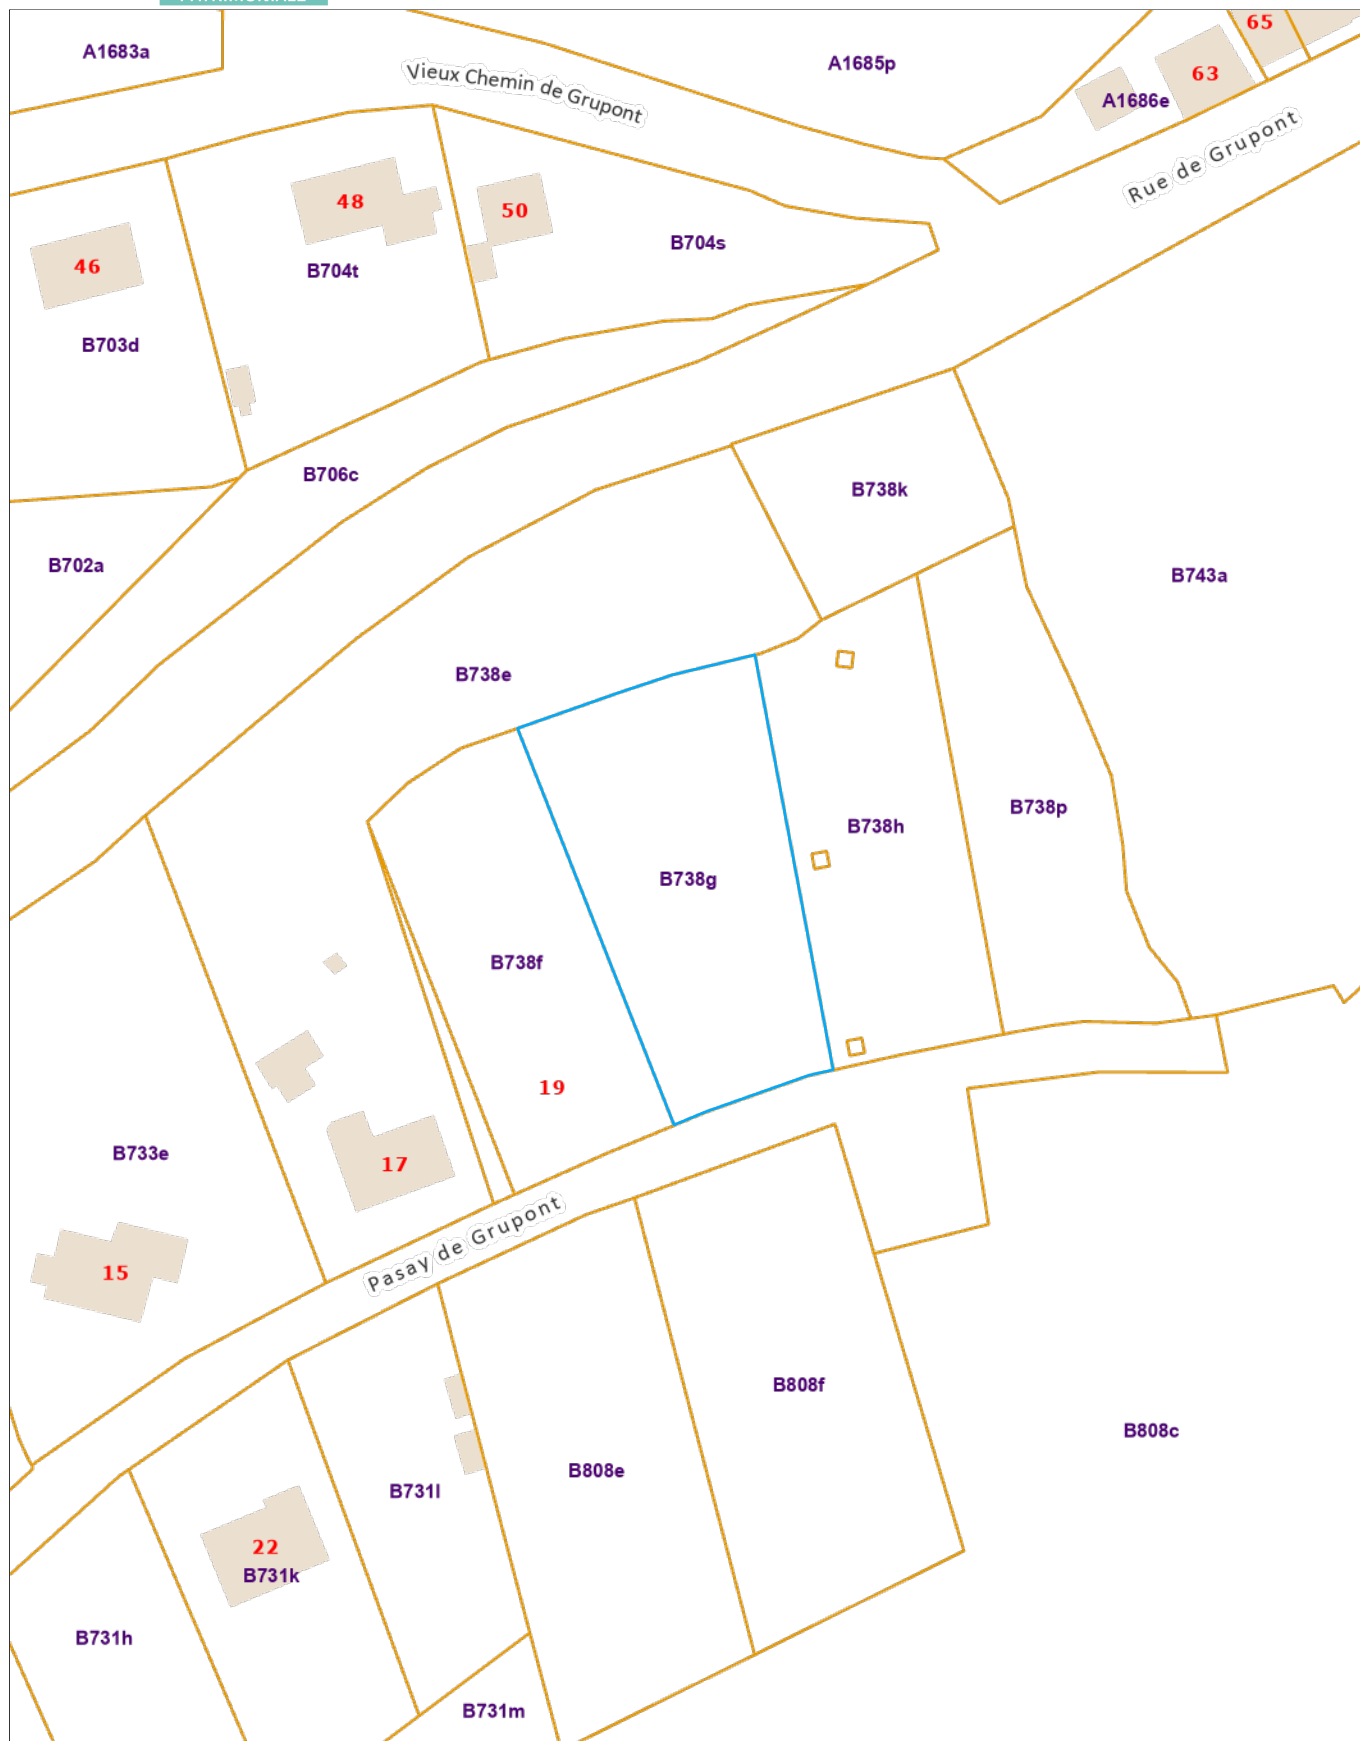 PATRIMONIALE
65
A1683a
A1685p
Vieux Chemin de Grupont
63
A1686e
Rue de Grupont
48
50
B704s
46
B704t
B703d
B706c
B738k
B702a
B743a
B738e
B738p
B738h
B738g
B738f
19
B733e
17
Pasay de Grupont
15
B808f
B808c
B808e
B731l
22
B731k
B731h
B731m